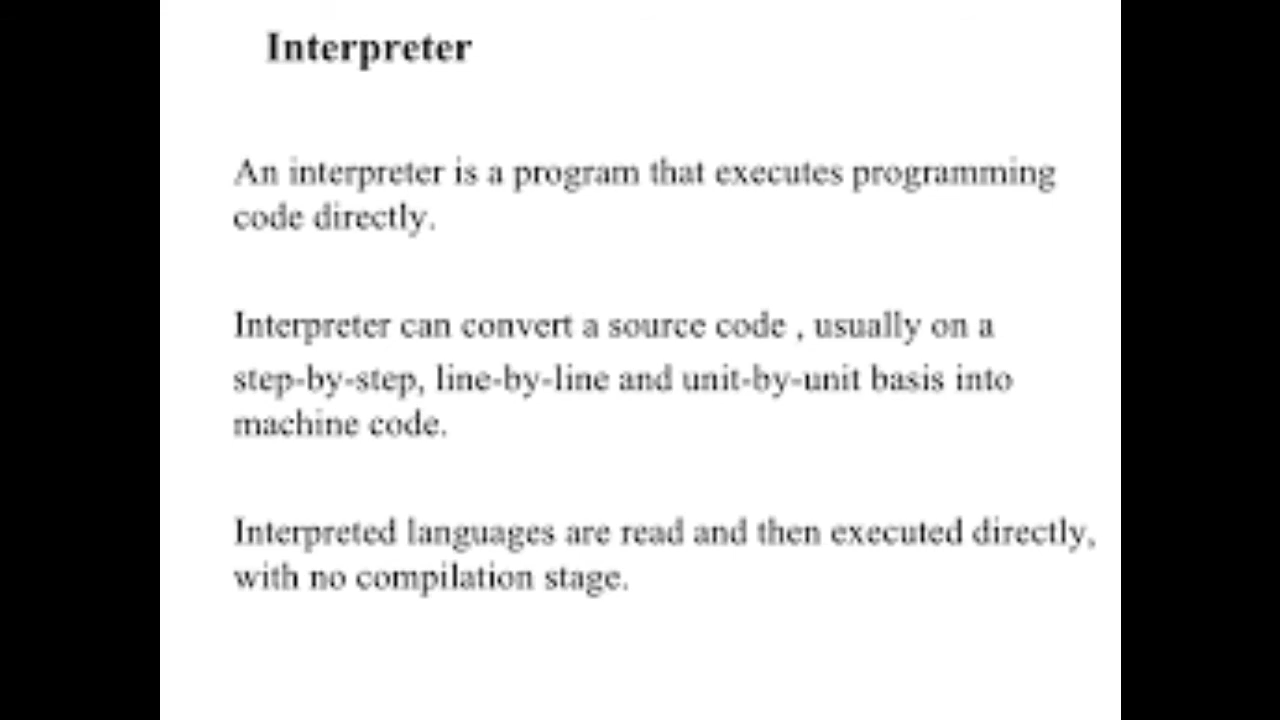 Interpreter
An interpreter is a program that executes programming
code directly.
Interpreter can convert a source code , usually on a
step-by-step, line-by-line and unit-by-unit basis into
machine code.
Interpreted languages are read and then executed directly,
with no compilation stage.